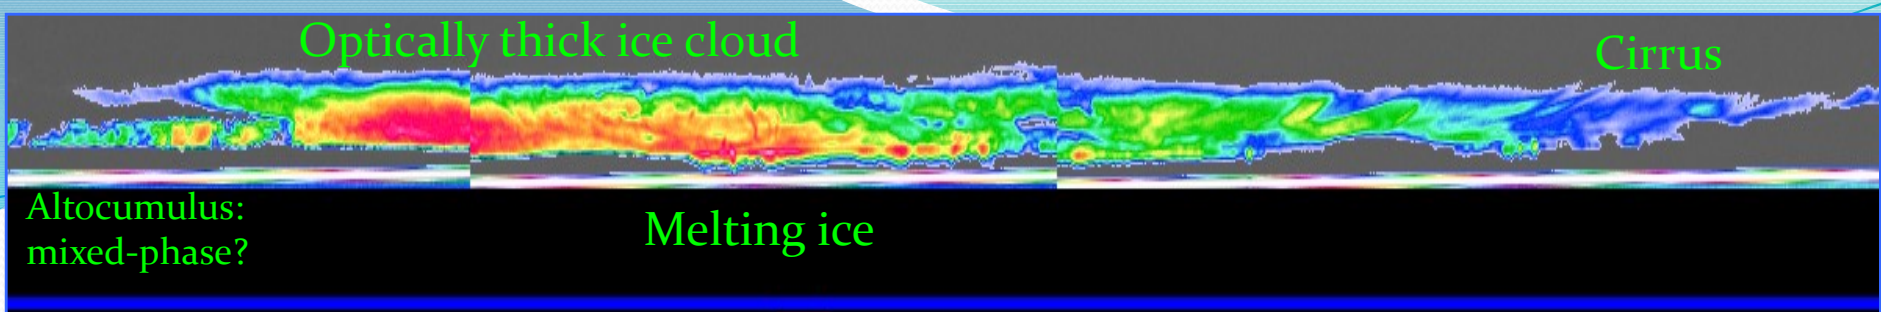 Optically thick ice cloud
Cirrus
Altocumulus:
mixed-phase?
Melting ice